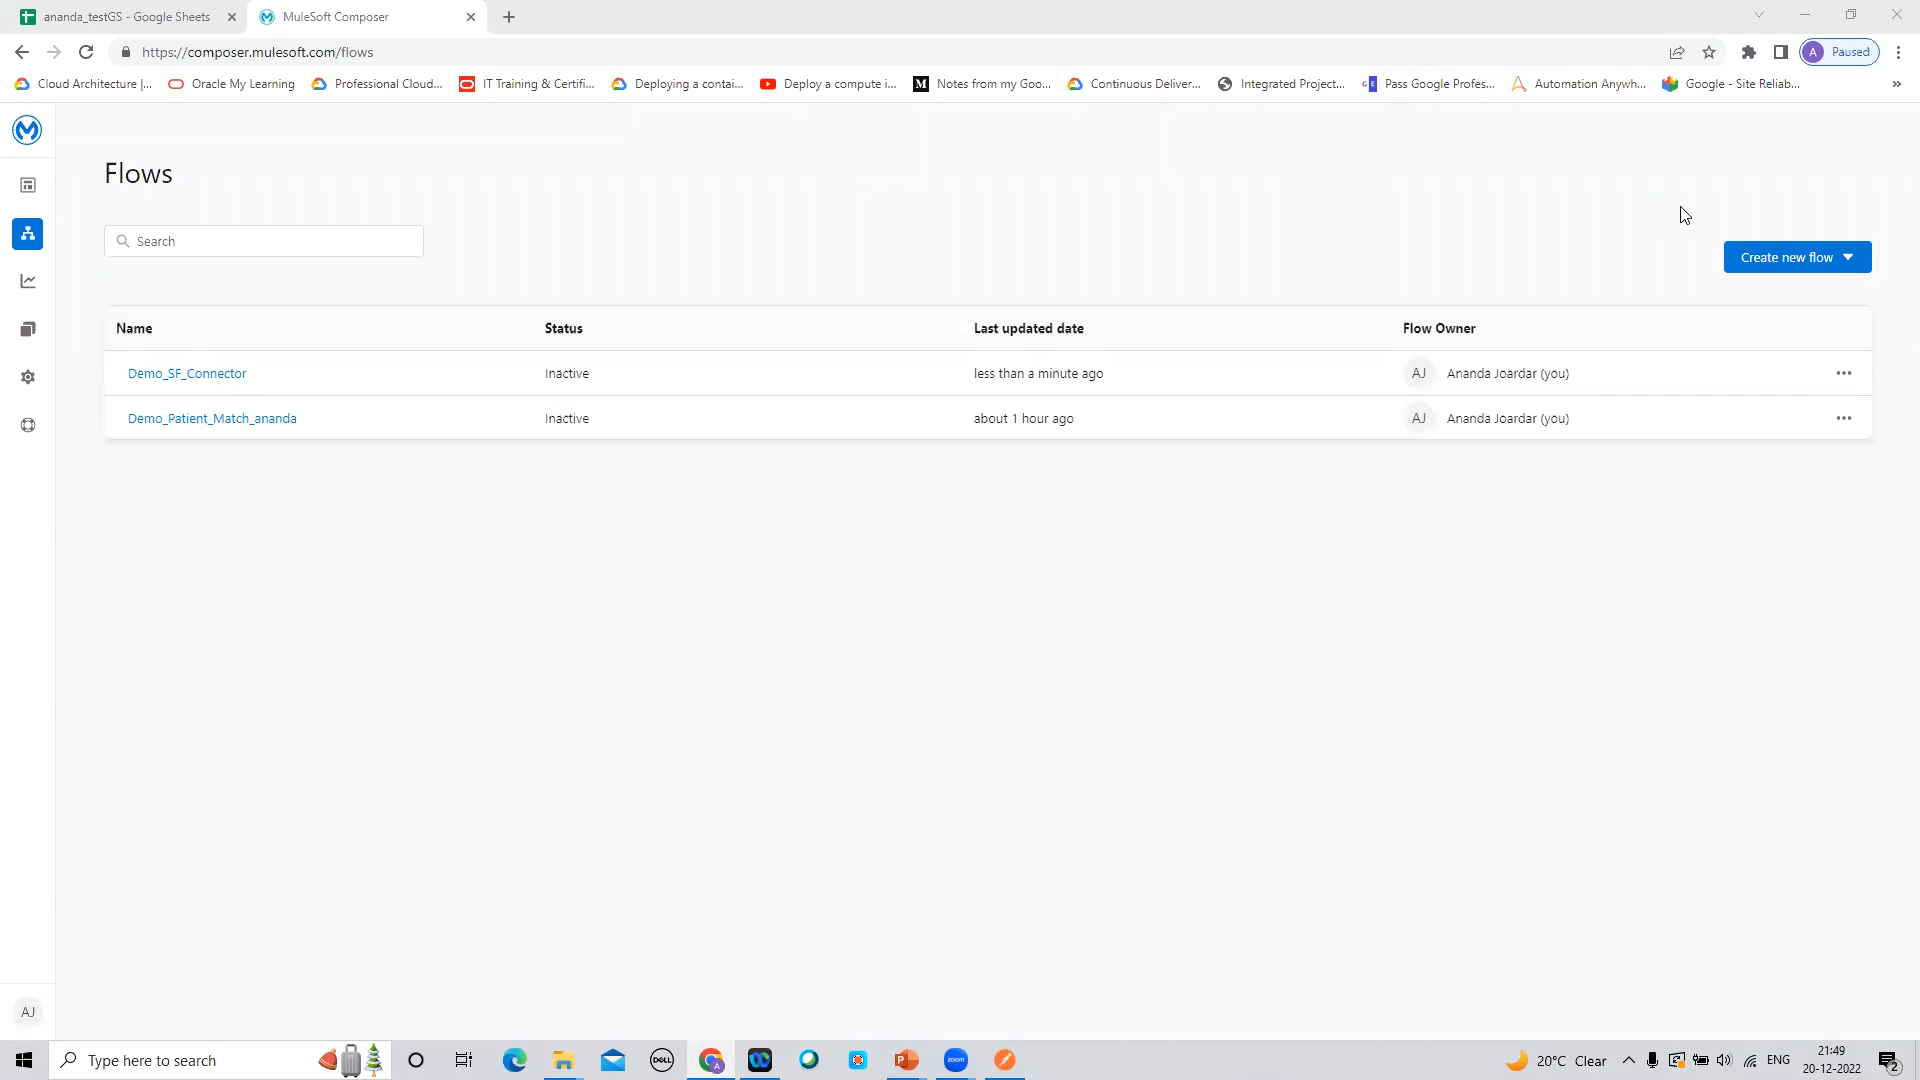 ananda_testGS - Google Sheets
MuleSoft Composer
https://composer.mulesoft.com/flows
A
Paused
Cloud Architecture |...
Oracle My Learning
Professional Cloud...
IT Training & Certifi...
Deploying a contai...
Deploy a compute i...
M
Notes from my Goo...
Continuous Deliver...
Integrated Project...
Pass Google Profes...
Automation Anywh...
Google - Site Reliab...
»
Flows
Search
Create new flow
Name Status Last updated date Flow Owner
Demo_SF_Connector Inactive less than a minute ago AJ Ananda Joardar (you)
Demo_Patient_Match_ananda Inactive about 1 hour ago AJ Ananda Joardar (you)
AJ
Type here to search
DELL
A
P
zoom
20°C Clear
ENG
21:49
20-12-2022
2